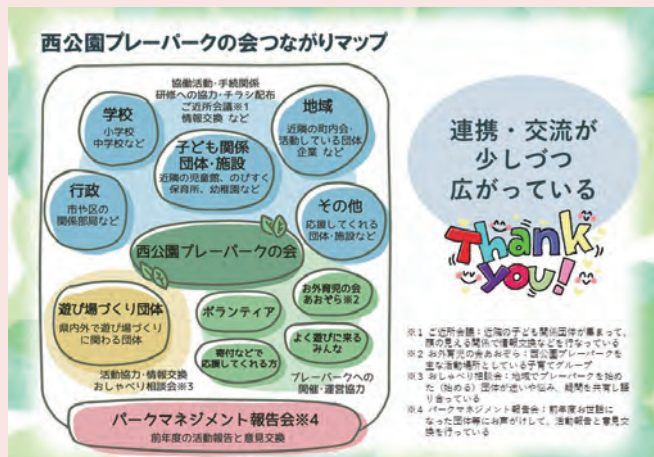 西公園プレーパークの会つながりマップ
協働活動・手続関係
研修への協力・チラシ配布
ご近所会議※1
情報交換 など
学校
小学校
中学校など
子ども関係
団体・施設
近隣の児童館、のびすく
保育所、幼稚園など
地域
近隣の町内会・
活動している団体
企業 など
行政
市や区の
関係部局など
その他
応援してくれる
団体・施設など
西公園プレーパークの会
遊び場づくり団体
県内外で遊び場づくり
に関わる団体
ボランティア
お外育児の会
あおぞら※2
寄付などで
応援してくれる方
よく遊びに来る
みんな
活動協力・情報交換
おしゃべり相談会※3
プレーパークへの
開催・運営協力
パークマネジメント報告会※4
前年度の活動報告と意見交換
連携・交流が
少しづつ
広がっている
Thank
you!
※1 ご近所会議：近隣の子ども関係団体が集まって、
顔の見える関係で情報交換などを行なっている
※2 お外育児の会あおぞら：西公園プレーパークを
主な活動場所としている子育てグループ
※3 おしゃべり相談会：地域でプレーパークを始め
た（始める）団体が迷いや悩み、疑問を共有し語
り合っている
※4 パークマネジメント報告会：前年度お世話に
なった団体等にお声がけして、活動報告と意見交
換を行っている